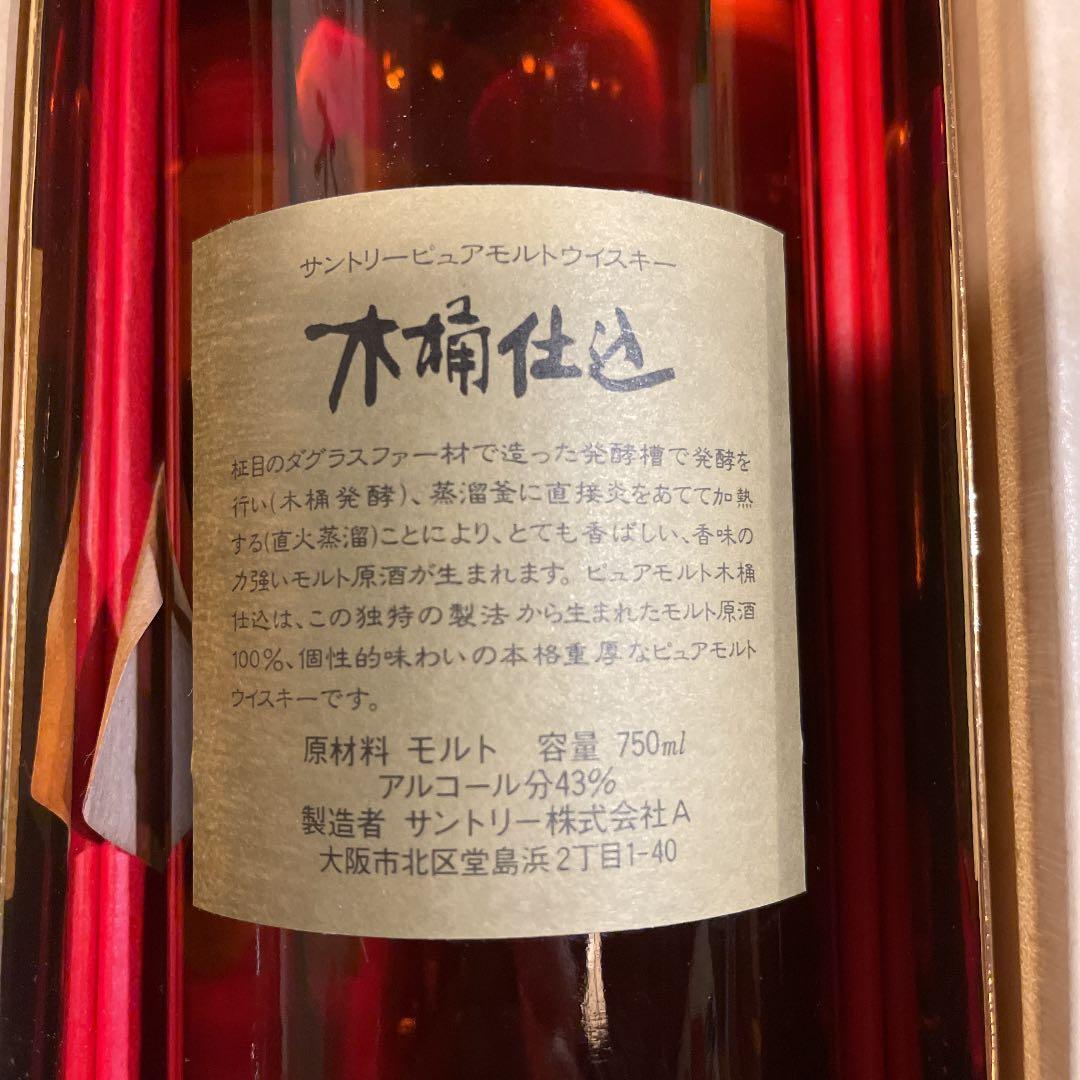 サントリーピュアモルトウイスキー
木桶仕込
柾目のダグラスファー材で造った発酵槽で発酵を
行い(木桶発酵)、蒸溜釜に直接炎をあてて加熱
する(直火蒸溜)ことにより、とても香ばしい、香味の
力強いモルト原酒が生まれます。ピュアモルト木桶
仕込は、この独特の製法から生まれたモルト原酒
100%、個性的味わいの本格重厚なピュアモルト
ウイスキーです。
原材料 モルト 容量 750ml
アルコール分43%
製造者 サントリー株式会社A
大阪市北区堂島浜2丁目1-40